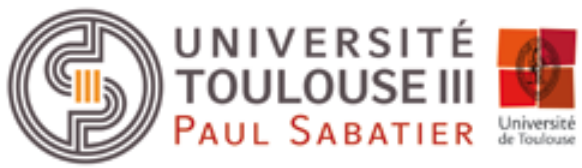 UNIVERSITÉ
TOULOUSE III
PAUL SABATIER
Université
de Toulouse